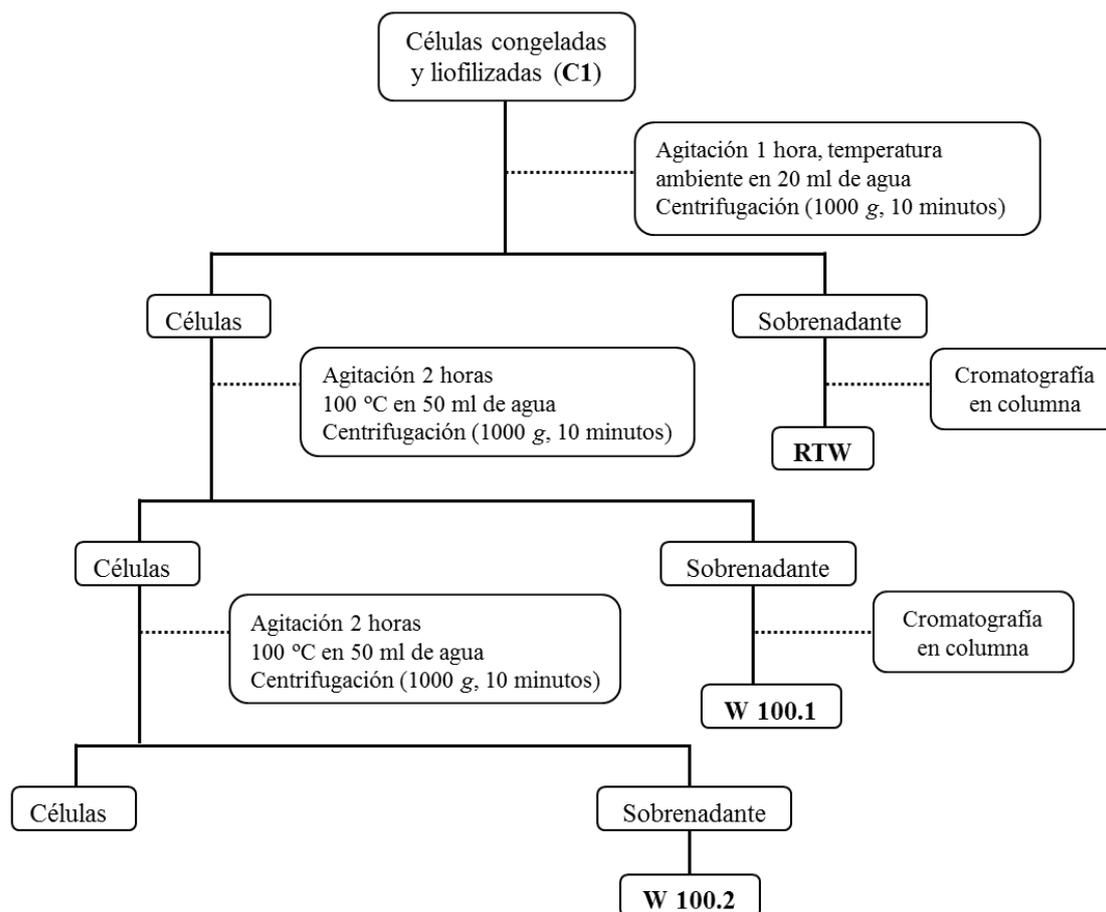 Células congeladas
y liofilizadas (C1)
Agitación 1 hora, temperatura
ambiente en 20 ml de agua
Centrifugación (1000 g, 10 minutos)
Células
Sobrenadante
Agitación 2 horas
100 ºC en 50 ml de agua
Centrifugación (1000 g, 10 minutos)
Cromatografía
en columna
RTW
Células
Sobrenadante
Agitación 2 horas
100 ºC en 50 ml de agua
Centrifugación (1000 g, 10 minutos)
Cromatografía
en columna
W 100.1
Células
Sobrenadante
W 100.2